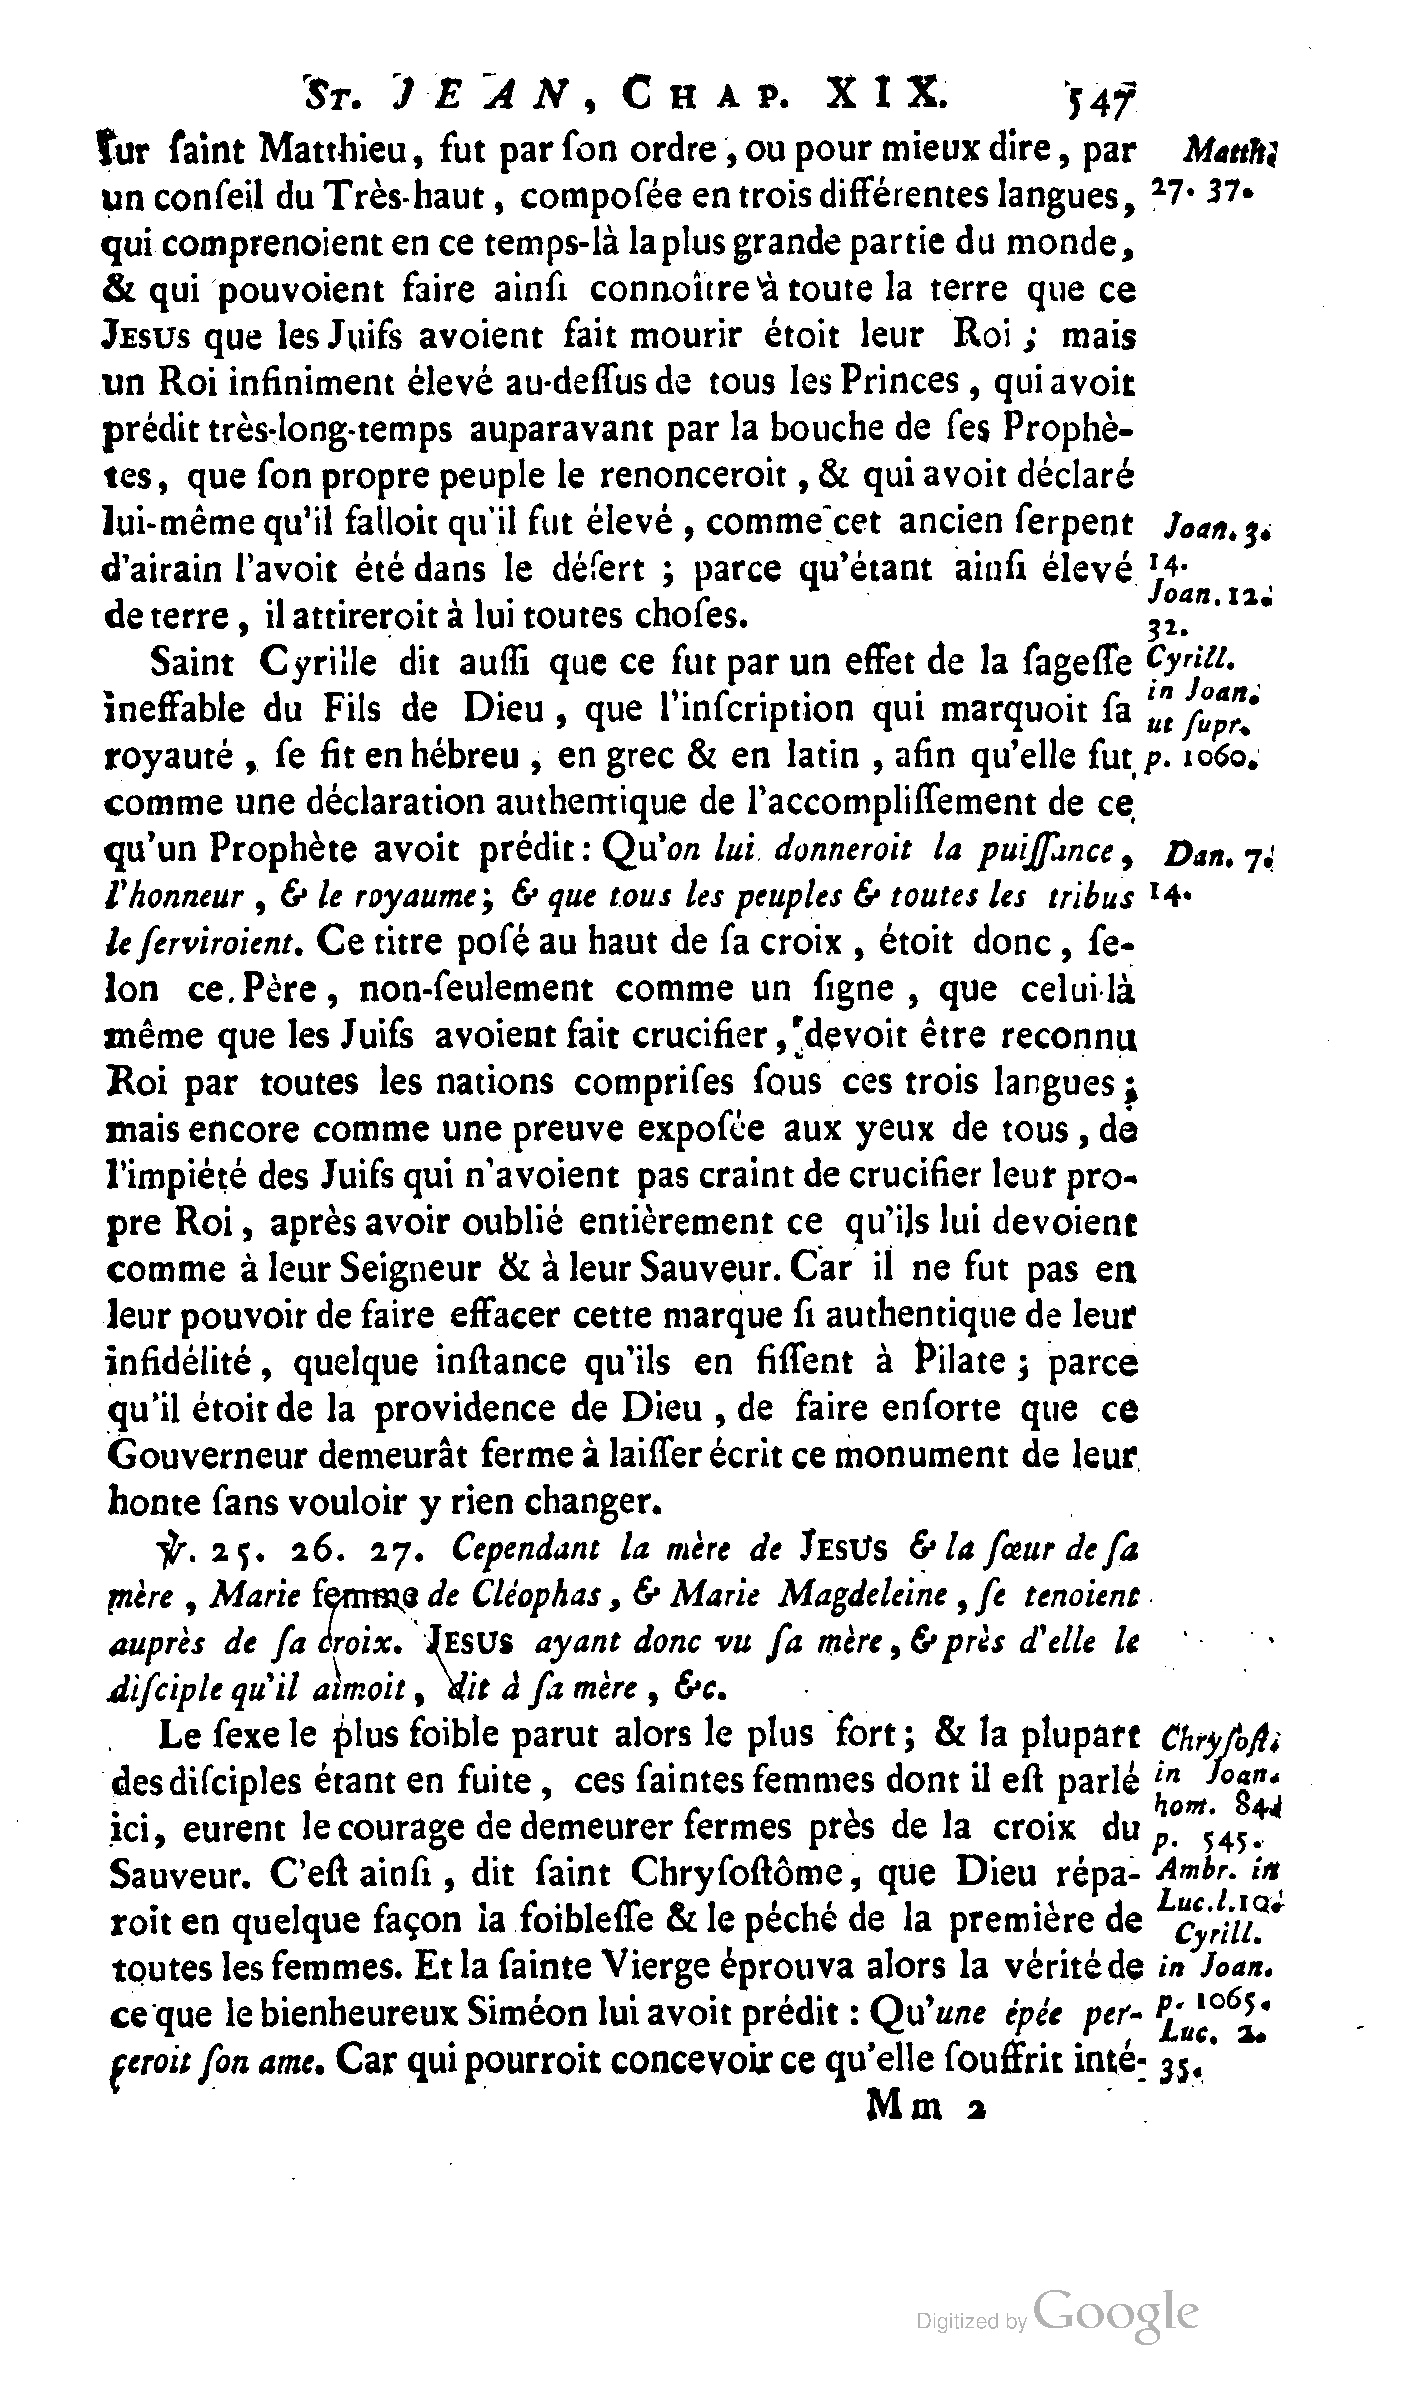 St. JEAN, CHAP. XIX. 547
ſur ſaint Matthieu, fut par ſon ordre, ou pour mieux dire, par
un conſeil du Très-haut, compoſée en trois différentes langues,
qui comprenoient en ce temps-là la plus grande partie du monde,
& qui pouvoient faire ainſi connoître à toute la terre que ce
JESUS que les Juifs avoient fait mourir étoit leur Roi ; mais
un Roi infiniment élevé au-deſſus de tous les Princes, qui avoit
prédit très-long-temps auparavant par la bouche de ſes Prophè-
tes, que ſon propre peuple le renonceroit, & qui avoit déclaré
lui-même qu'il falloit qu'il fut élevé, comme cet ancien ſerpent
d'airain l'avoit été dans le déſert ; parce qu'étant ainſi élevé
de terre, il attireroit à lui toutes choſes.
Saint Cyrille dit auſſi que ce fut par un effet de la ſageſſe
ineffable du Fils de Dieu, que l'inſcription qui marquoit ſa
royauté, ſe fit en hébreu, en grec & en latin, afin qu'elle fut
comme une déclaration authentique de l'accompliſſement de ce
qu'un Prophète avoit prédit : Qu'on lui donneroit la puiſſance,
l'honneur, & le royaume; & que tous les peuples & toutes les tribus
le ſerviroient. Ce titre poſé au haut de ſa croix, étoit donc, ſe-
lon ce Père, non-ſeulement comme un ſigne, que celui-là
même que les Juifs avoient fait crucifier, devoit être reconnu
Roi par toutes les nations compriſes ſous ces trois langues ;
mais encore comme une preuve expoſée aux yeux de tous, de
l'impiété des Juifs qui n'avoient pas craint de crucifier leur pro-
pre Roi, après avoir oublié entièrement ce qu'ils lui devoient
comme à leur Seigneur & à leur Sauveur. Car il ne fut pas en
leur pouvoir de faire effacer cette marque ſi authentique de leur
infidélité, quelque inſtance qu'ils en fiſſent à Pilate ; parce
qu'il étoit de la providence de Dieu, de faire enſorte que ce
Gouverneur demeurât ferme à laiſſer écrit ce monument de leur
honte ſans vouloir y rien changer.
℣. 25. 26. 27. Cependant la mère de JESUS & la ſœur de ſa
mère, Marie femme de Cléophas, & Marie Magdeleine, ſe tenoient
auprès de ſa croix. JESUS ayant donc vu ſa mère, & près d'elle le
diſciple qu'il aimoit, dit à ſa mère, &c.
Le ſexe le plus foible parut alors le plus fort ; & la plupart
des diſciples étant en fuite, ces ſaintes femmes dont il eſt parlé
ici, eurent le courage de demeurer fermes près de la croix du
Sauveur. C'eſt ainſi, dit ſaint Chryſoſtôme, que Dieu répa-
roit en quelque façon la foibleſſe & le péché de la première de
toutes les femmes. Et la ſainte Vierge éprouva alors la vérité de
ce que le bienheureux Siméon lui avoit prédit : Qu'une épée per-
çeroit ſon ame. Car qui pourroit concevoir ce qu'elle ſouffrit inté-
Mm 2
Matth.
27. 37.
Joan. 3.
14.
Joan. 12.
32.
Cyrill.
in Joan.
ut ſupr.
p. 1060.
Dan. 7.
14.
Chryſoſt.
in Joan.
hom. 84.
p. 545.
Ambr. in
Luc. l. 10.
Cyrill.
in Joan.
p. 1065.
Luc. 2.
35.
Digitized by Google